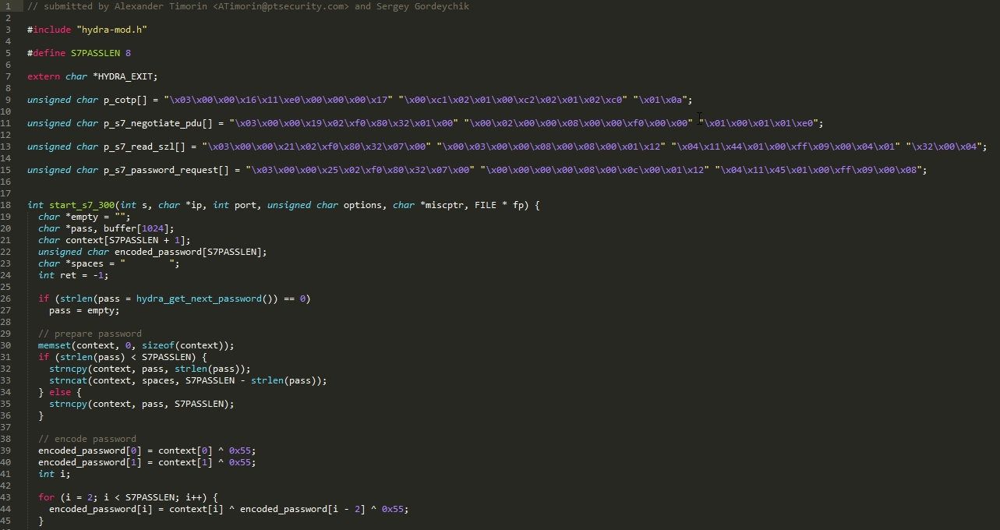 1 // submitted by Alexander Timorin <ATimorin@ptsecurity.com> and Sergey Gordeychik
2
3 #include "hydra-mod.h"
4
5 #define S7PASSLEN 8
6
7 extern char *HYDRA_EXIT;
8
9 unsigned char p_cotp[] = "\x03\x00\x00\x16\x11\xe0\x00\x00\x00\x17" "\x00\xc1\x02\x01\x00\xc2\x02\x01\x02\xc0" "\x01\x0a";
10
11 unsigned char p_s7_negotiate_pdu[] = "\x03\x00\x00\x19\x02\xf0\x80\x32\x01\x00" "\x00\x02\x00\x00\x08\x00\x00\xf0\x00\x00" "\x01\x00\x01\x01\xe0";
12
13 unsigned char p_s7_read_szl[] = "\x03\x00\x00\x21\x02\xf0\x80\x32\x07\x00" "\x00\x03\x00\x00\x08\x00\x08\x00\x01\x12" "\x04\x11\x44\x01\x00\xff\x09\x00\x04\x01" "\x32\x00\x04";
14
15 unsigned char p_s7_password_request[] = "\x03\x00\x00\x25\x02\xf0\x80\x32\x07\x00" "\x00\x00\x00\x00\x08\x00\x0c\x00\x01\x12" "\x04\x11\x45\x01\x00\xff\x09\x00\x08";
16
17
18 int start_s7_300(int s, char *ip, int port, unsigned char options, char *miscptr, FILE * fp) {
19   char *empty = "";
20   char *pass, buffer[1024];
21   char context[S7PASSLEN + 1];
22   unsigned char encoded_password[S7PASSLEN];
23   char *spaces = "        ";
24   int ret = -1;
25
26   if (strlen(pass = hydra_get_next_password()) == 0)
27     pass = empty;
28
29   // prepare password
30   memset(context, 0, sizeof(context));
31   if (strlen(pass) < S7PASSLEN) {
32     strncpy(context, pass, strlen(pass));
33     strncat(context, spaces, S7PASSLEN - strlen(pass));
34   } else {
35     strncpy(context, pass, S7PASSLEN);
36   }
37
38   // encode password
39   encoded_password[0] = context[0] ^ 0x55;
40   encoded_password[1] = context[1] ^ 0x55;
41   int i;
42
43   for (i = 2; i < S7PASSLEN; i++) {
44     encoded_password[i] = context[i] ^ encoded_password[i - 2] ^ 0x55;
45   }